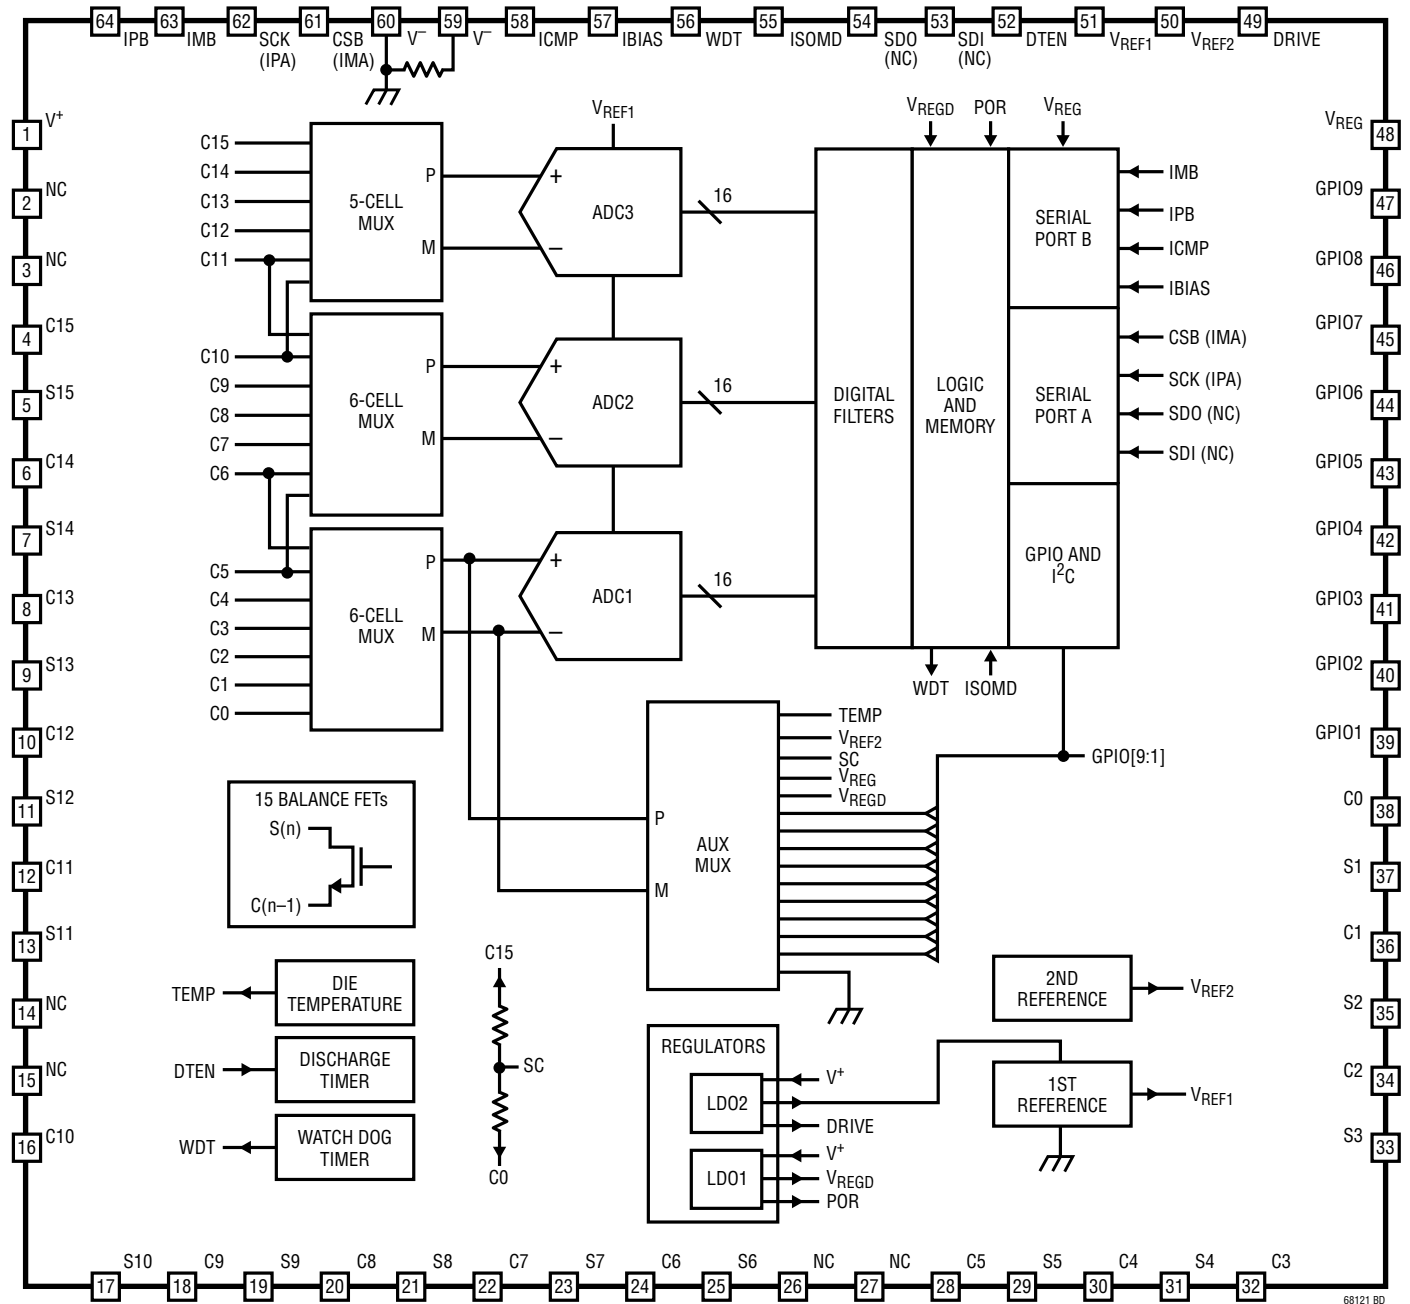 64 63 62 61 60 59 58 57 56 55 54 53 52 51 50 49
IPB IMB SCK CSB V– V– ICMP IBIAS WDT ISOMD SDO SDI DTEN VREF1 VREF2 DRIVE
(IPA) (IMA) (NC) (NC)
1 V+
2 NC
3 NC
4 C15
5 S15
6 C14
7 S14
8 C13
9 S13
10 C12
11 S12
12 C11
13 S11
14 NC
15 NC
16 C10
C15
C14
C13
C12
C11
5-CELL
MUX
P
M
C10
C9
C8
C7
C6
6-CELL
MUX
P
M
C5
C4
C3
C2
C1
C0
6-CELL
MUX
P
M
VREF1
+
–
ADC3
16
+
–
ADC2
16
+
–
ADC1
16
VREGD POR VREG
DIGITAL
FILTERS
LOGIC
AND
MEMORY
SERIAL
PORT B
SERIAL
PORT A
GPIO AND
I2C
IMB
IPB
ICMP
IBIAS
CSB (IMA)
SCK (IPA)
SDO (NC)
SDI (NC)
WDT ISOMD
TEMP
VREF2
SC
VREG
VREGD
GPIO[9:1]
P
M
AUX
MUX
15 BALANCE FETs
S(n)
C(n–1)
TEMP
DIE
TEMPERATURE
DTEN
DISCHARGE
TIMER
WDT
WATCH DOG
TIMER
C15
SC
C0
REGULATORS
LDO2
V+
DRIVE
LDO1
V+
VREGD
POR
2ND
REFERENCE
VREF2
1ST
REFERENCE
VREF1
VREG 48
GPIO9 47
GPIO8 46
GPIO7 45
GPIO6 44
GPIO5 43
GPIO4 42
GPIO3 41
GPIO2 40
GPIO1 39
C0 38
S1 37
C1 36
S2 35
C2 34
S3 33
S10 C9 S9 C8 S8 C7 S7 C6 S6 NC NC C5 S5 C4 S4 C3
17 18 19 20 21 22 23 24 25 26 27 28 29 30 31 32
68121 BD